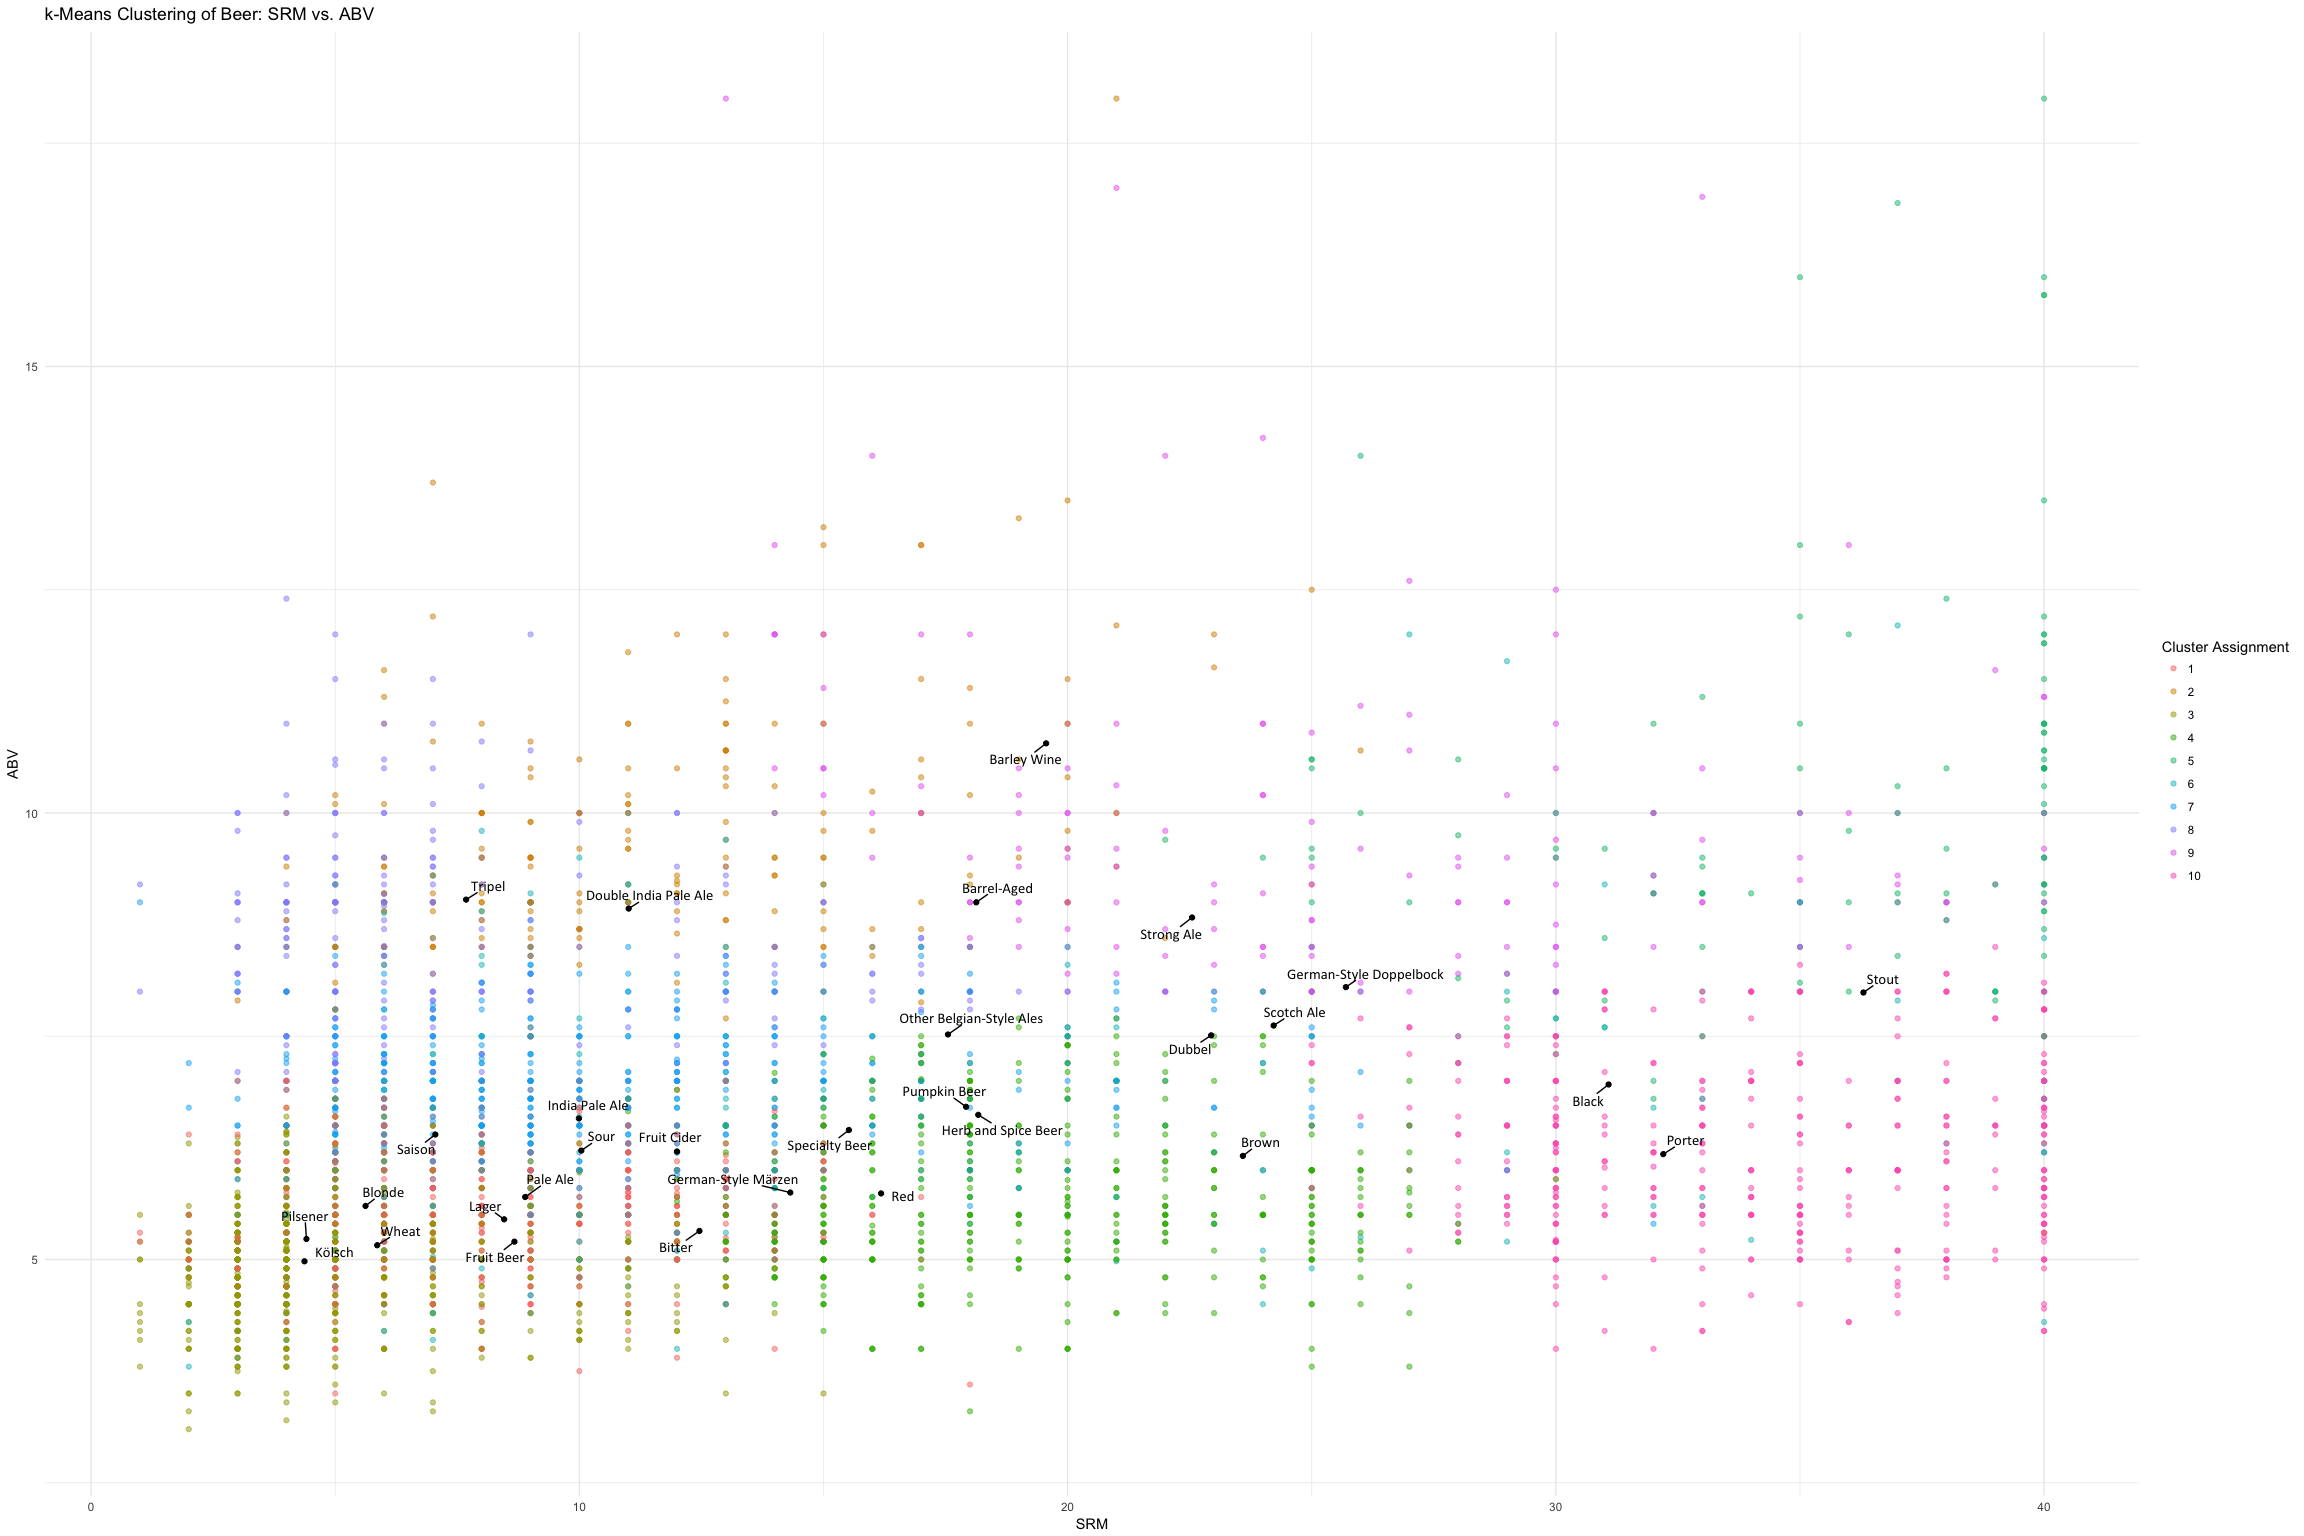 k-Means Clustering of Beer: SRM vs. ABV
15
10
5
ABV
Barley Wine
Tripel
Double India Pale Ale
Barrel-Aged
Strong Ale
German-Style Doppelbock
Stout
Other Belgian-Style Ales
Scotch Ale
Dubbel
Pumpkin Beer
Black
India Pale Ale
Herb and Spice Beer
Sour
Fruit Cider
Saison
Specialty Beer
Brown
Porter
Pale Ale
German-Style Märzen
Blonde
Red
Lager
Pilsener
Wheat
Bitter
Kölsch
Fruit Beer
0
10
20
30
40
SRM
Cluster Assignment
1
2
3
4
5
6
7
8
9
10